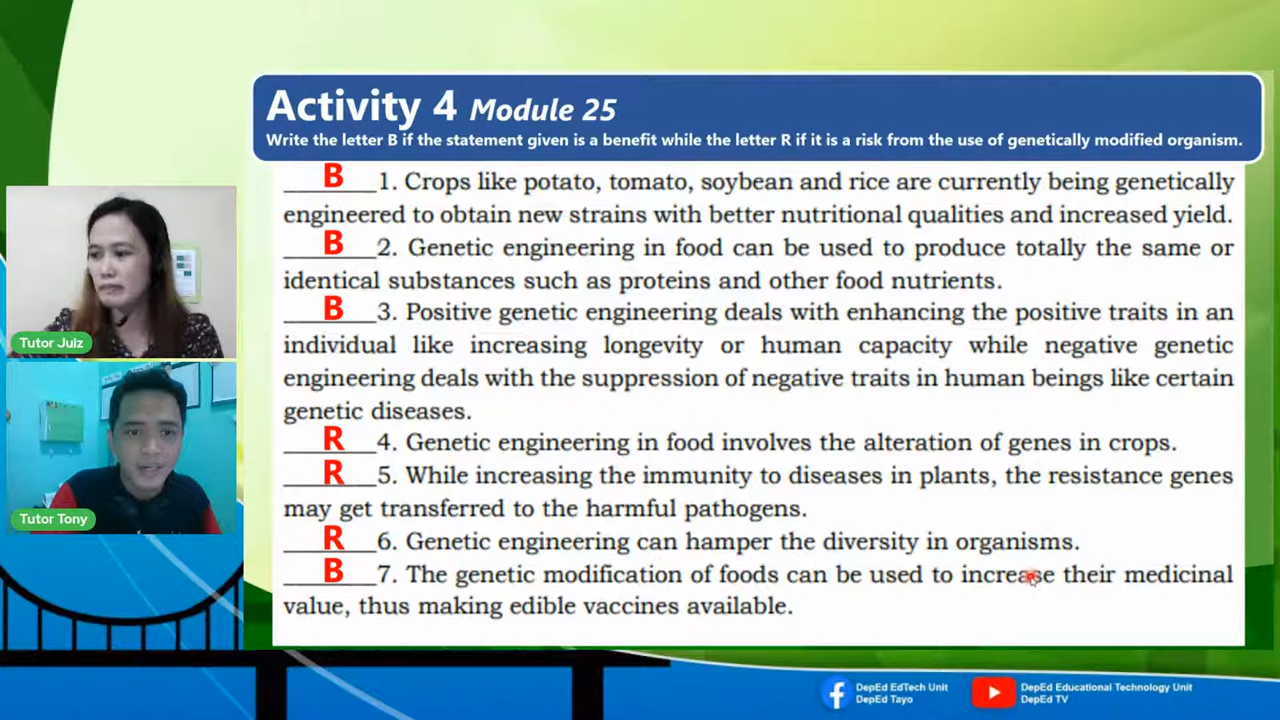 Activity 4 Module 25
Write the letter B if the statement given is a benefit while the letter R if it is a risk from the use of genetically modified organism.
B 1. Crops like potato, tomato, soybean and rice are currently being genetically
engineered to obtain new strains with better nutritional qualities and increased yield.
B 2. Genetic engineering in food can be used to produce totally the same or
identical substances such as proteins and other food nutrients.
B 3. Positive genetic engineering deals with enhancing the positive traits in an
individual like increasing longevity or human capacity while negative genetic
engineering deals with the suppression of negative traits in human beings like certain
genetic diseases.
R 4. Genetic engineering in food involves the alteration of genes in crops.
R 5. While increasing the immunity to diseases in plants, the resistance genes
may get transferred to the harmful pathogens.
R 6. Genetic engineering can hamper the diversity in organisms.
B 7. The genetic modification of foods can be used to increase their medicinal
value, thus making edible vaccines available.
Tutor Julz
Tutor Tony
DepEd EdTech Unit
DepEd Tayo
DepEd Educational Technology Unit
DepEd TV